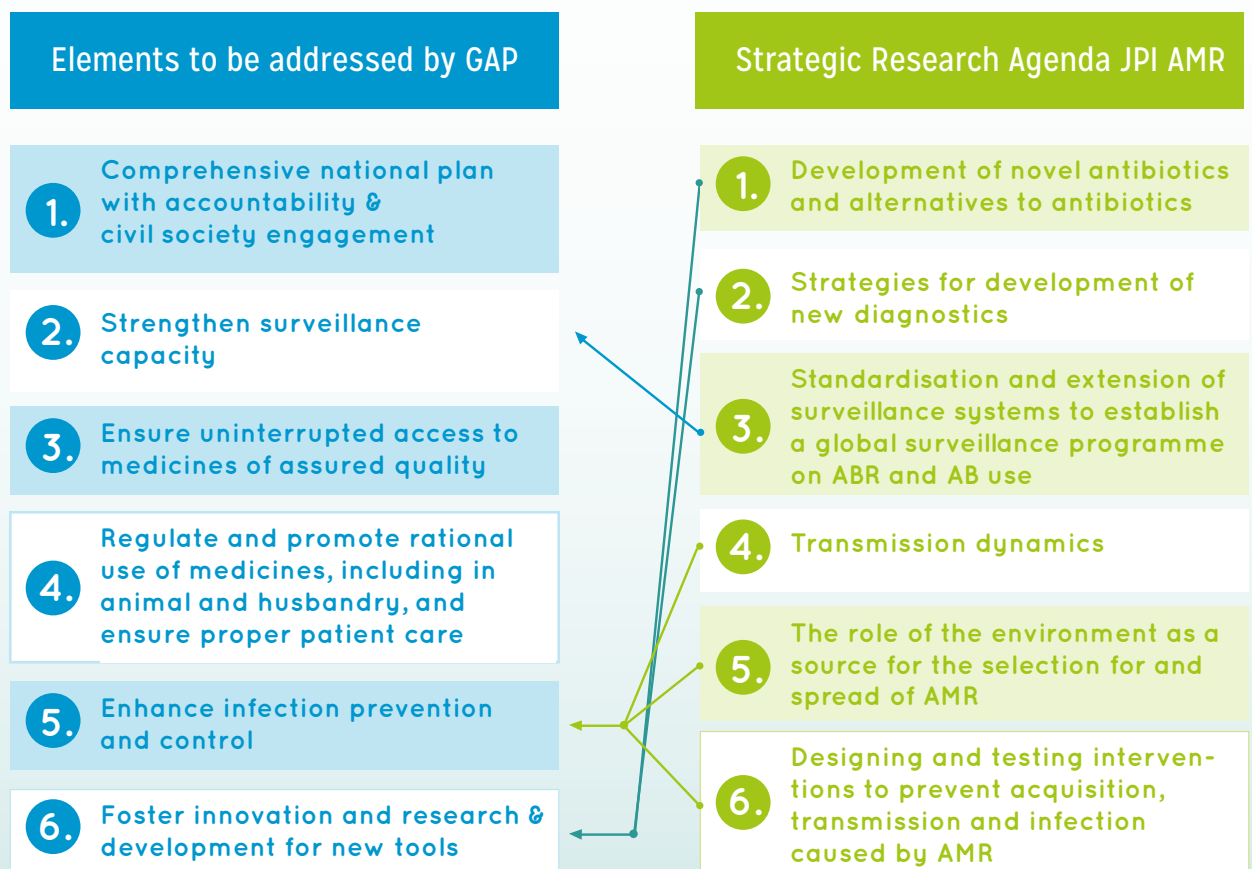 Elements to be addressed by GAP
1.
Comprehensive national plan
with accountability &
civil society engagement
2.
Strengthen surveillance
capacity
3.
Ensure uninterrupted access to
medicines of assured quality
4.
Regulate and promote rational
use of medicines, including in
animal and husbandry, and
ensure proper patient care
5.
Enhance infection prevention
and control
6.
Foster innovation and research &
development for new tools
Strategic Research Agenda JPI AMR
1.
Development of novel antibiotics
and alternatives to antibiotics
2.
Strategies for development of
new diagnostics
3.
Standardisation and extension of
surveillance systems to establish
a global surveillance programme
on ABR and AB use
4.
Transmission dynamics
5.
The role of the environment as a
source for the selection for and
spread of AMR
6.
Designing and testing interven-
tions to prevent acquisition,
transmission and infection
caused by AMR